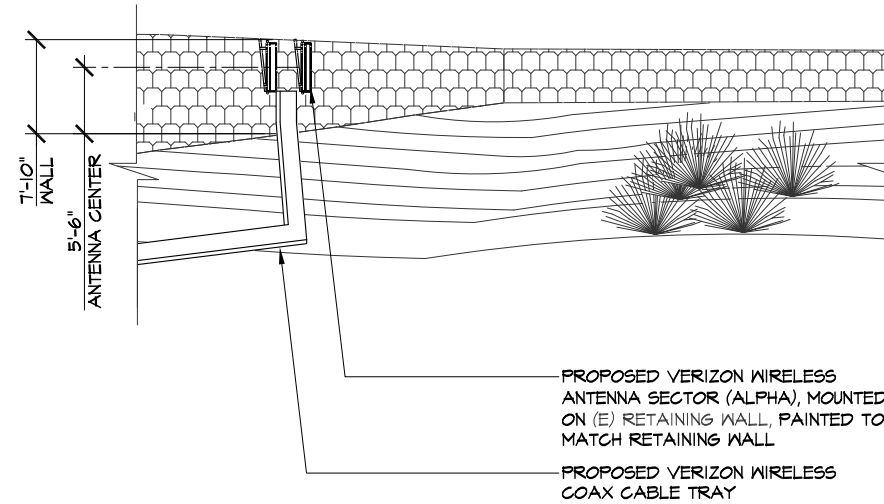 7'-10"
WALL
5'-6"
ANTENNA CENTER
PROPOSED VERIZON WIRELESS
ANTENNA SECTOR (ALPHA), MOUNTED
ON (E) RETAINING WALL, PAINTED TO
MATCH RETAINING WALL
PROPOSED VERIZON WIRELESS
COAX CABLE TRAY